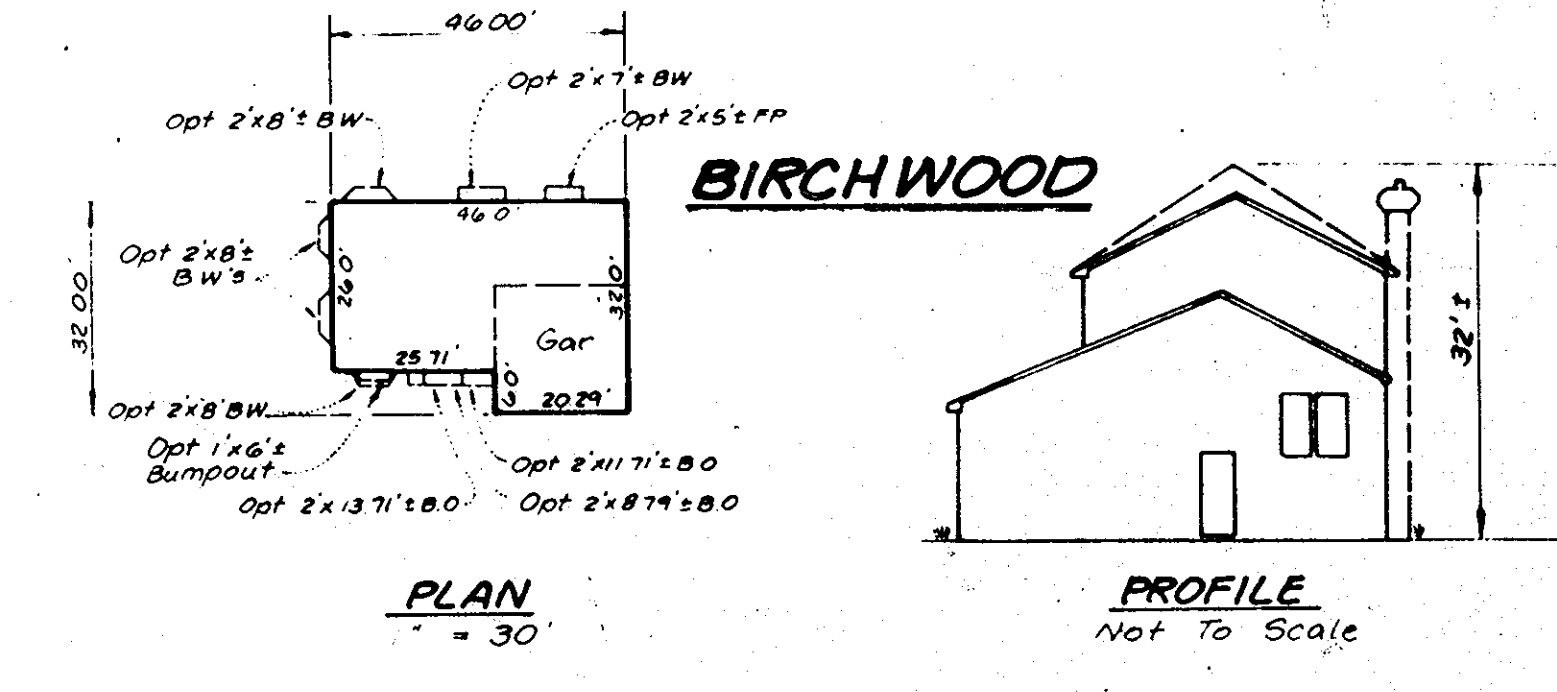 46 00'
Opt 2'x7'± BW
Opt 2'x8'± BW
Opt 2'x5'± FP
BIRCHWOOD
46 0'
Opt 2'x8'±
BW's
26 0'
32 0'
32 00'
Gar
25 71'
6 0'
20.29'
Opt 2'x8' BW
Opt 1'x6'±
Bumpout
Opt 2'x11 71'± B O
Opt 2'x13.71'± B.O
Opt 2'x8 79'± B.O
PLAN
" = 30'
32'±
PROFILE
Not To Scale